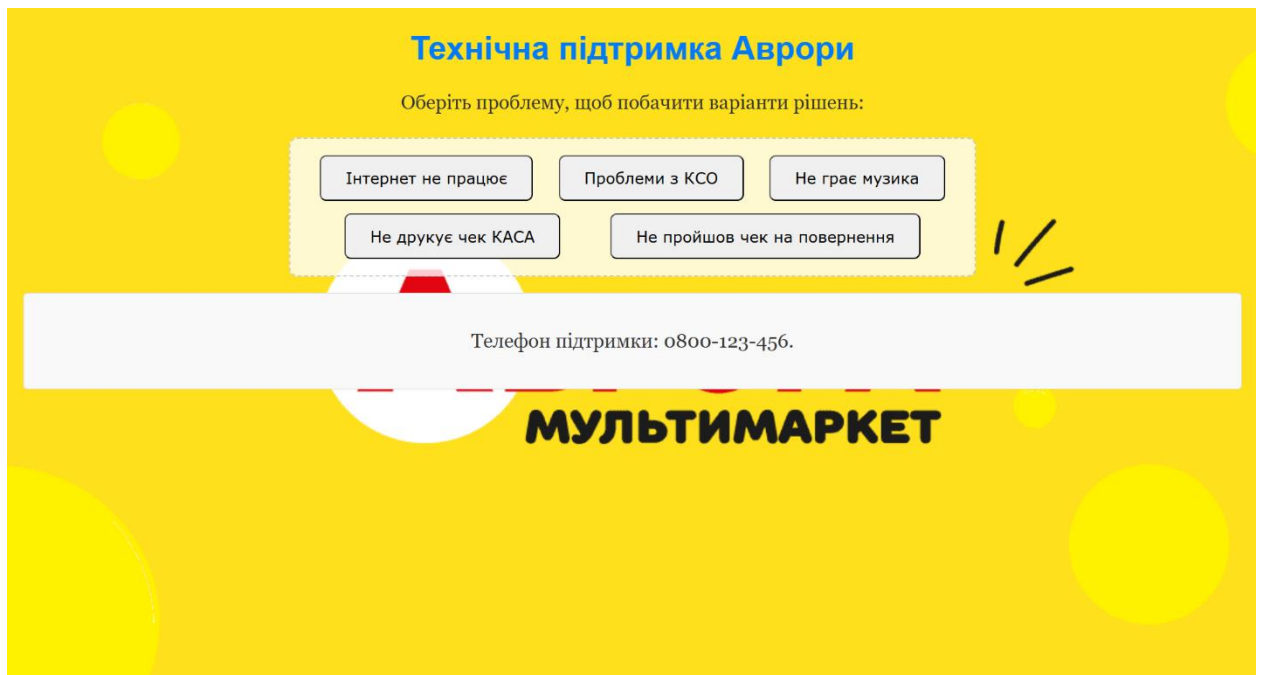 Технічна підтримка Аврори
Оберіть проблему, щоб побачити варіанти рішень:
Інтернет не працює
Проблеми з КСО
Не грає музика
Не друкує чек КАСА
Не пройшов чек на повернення
Телефон підтримки: 0800-123-456.
МУЛЬТИМАРКЕТ